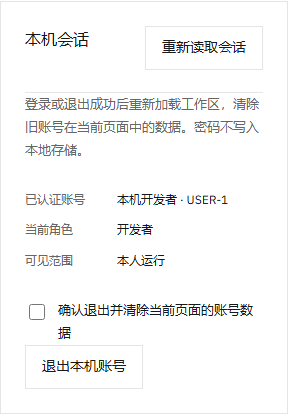 本机会话
重新读取会话
登录或退出成功后重新加载工作区，清除
旧账号在当前页面中的数据。密码不写入
本地存储。
已认证账号 本机开发者 · USER-1
当前角色 开发者
可见范围 本人运行
确认退出并清除当前页面的账号数
据
退出本机账号